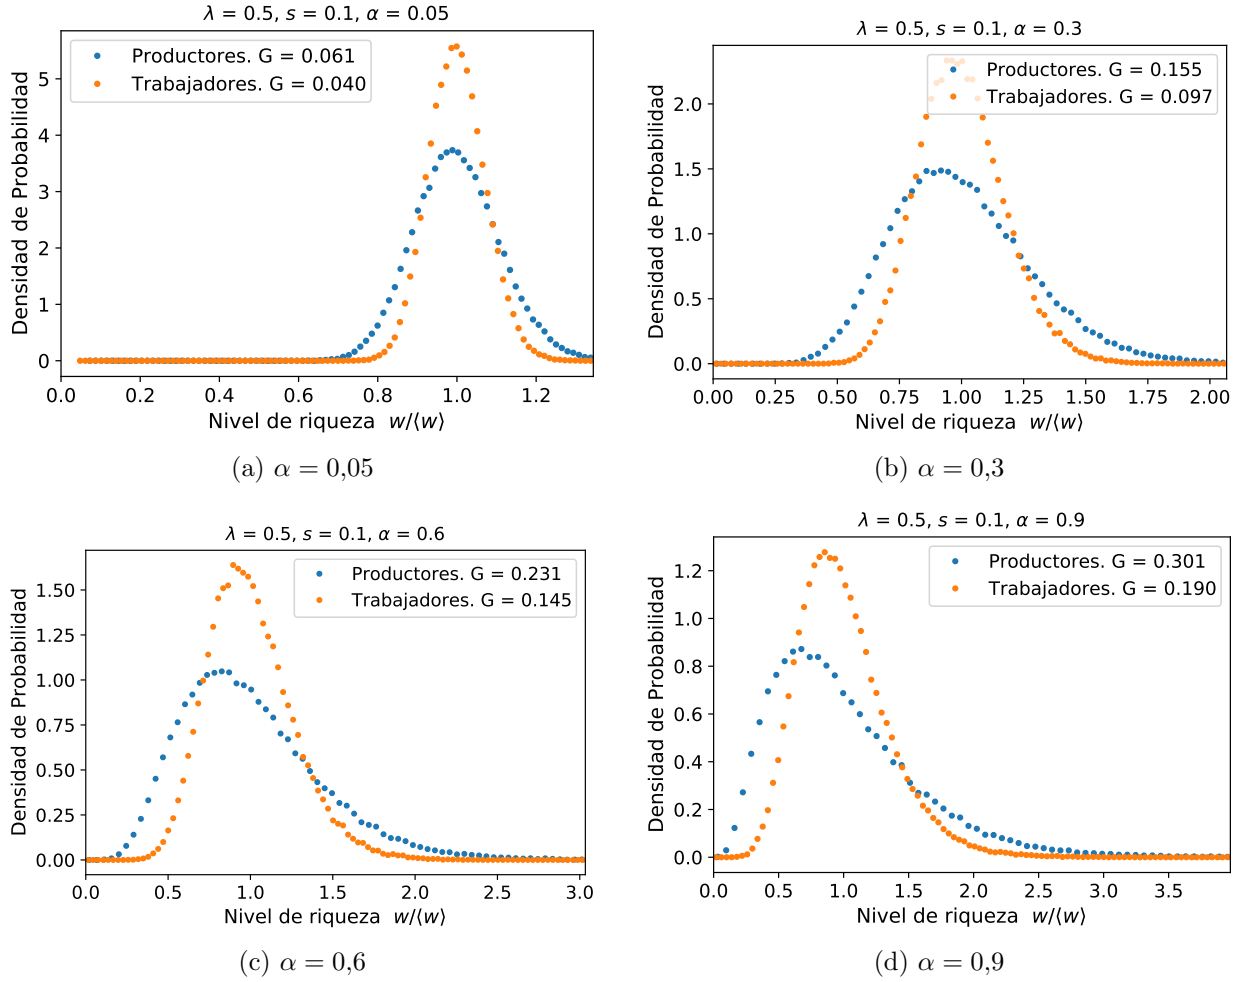 λ = 0.5, s = 0.1, α = 0.05
Productores. G = 0.061
Trabajadores. G = 0.040
Densidad de Probabilidad
5
4
3
2
1
0
0.0 0.2 0.4 0.6 0.8 1.0 1.2
Nivel de riqueza w/⟨w⟩
(a) α = 0,05
λ = 0.5, s = 0.1, α = 0.3
Productores. G = 0.155
Trabajadores. G = 0.097
Densidad de Probabilidad
2.0
1.5
1.0
0.5
0.0
0.00 0.25 0.50 0.75 1.00 1.25 1.50 1.75 2.00
Nivel de riqueza w/⟨w⟩
(b) α = 0,3
λ = 0.5, s = 0.1, α = 0.6
Productores. G = 0.231
Trabajadores. G = 0.145
Densidad de Probabilidad
1.50
1.25
1.00
0.75
0.50
0.25
0.00
0.0 0.5 1.0 1.5 2.0 2.5 3.0
Nivel de riqueza w/⟨w⟩
(c) α = 0,6
λ = 0.5, s = 0.1, α = 0.9
Productores. G = 0.301
Trabajadores. G = 0.190
Densidad de Probabilidad
1.2
1.0
0.8
0.6
0.4
0.2
0.0
0.0 0.5 1.0 1.5 2.0 2.5 3.0 3.5
Nivel de riqueza w/⟨w⟩
(d) α = 0,9